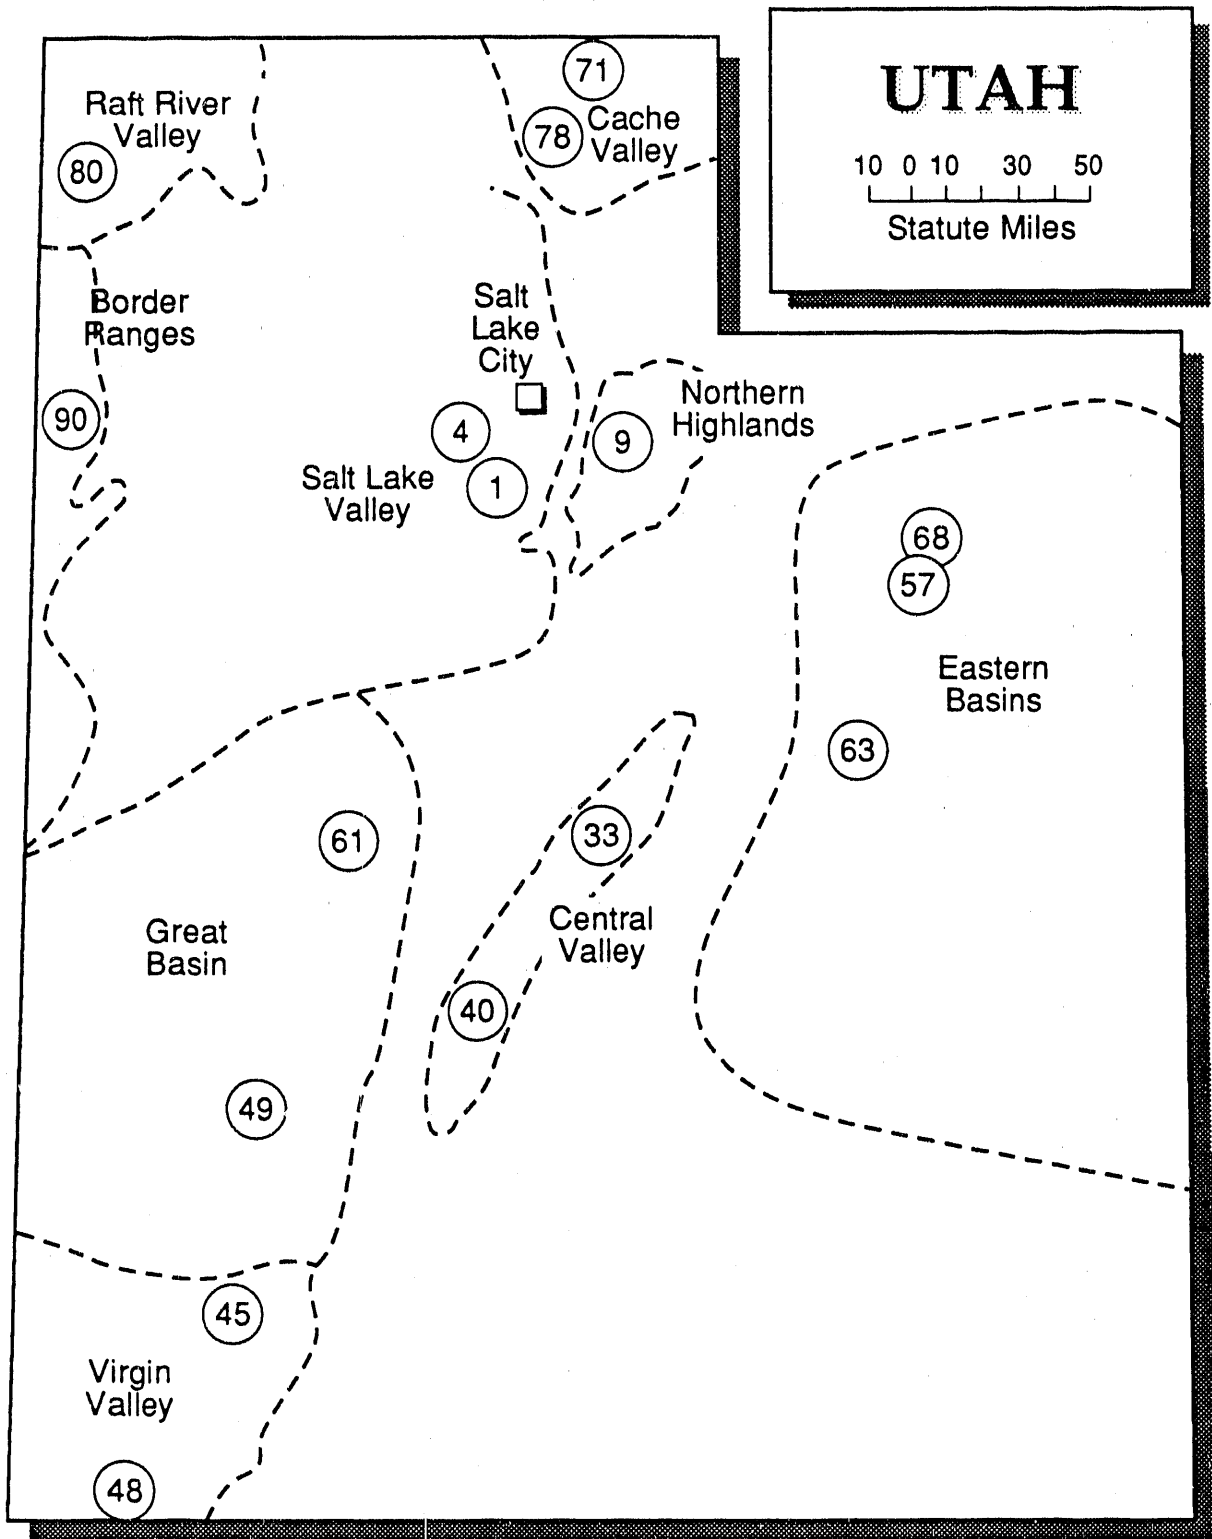 UTAH
10 0 10 30 50
Statute Miles
71
Raft River
Valley
78
Cache
Valley
80
Border
Ranges
Salt
Lake
City
90
4
1
Salt Lake
Valley
9
Northern
Highlands
68
57
Eastern
Basins
63
61
33
Great
Basin
Central
Valley
40
49
45
Virgin
Valley
48